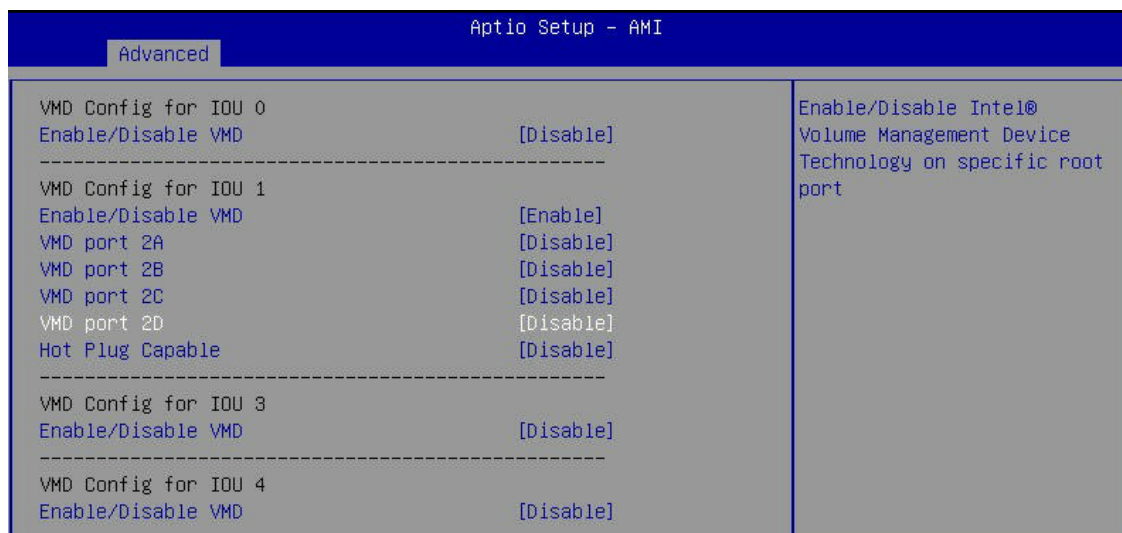 Aptio Setup – AMI
Advanced
VMD Config for IOU 0
Enable/Disable VMD [Disable]
--------------------------------------------------
VMD Config for IOU 1
Enable/Disable VMD [Enable]
VMD port 2A [Disable]
VMD port 2B [Disable]
VMD port 2C [Disable]
VMD port 2D [Disable]
Hot Plug Capable [Disable]
--------------------------------------------------
VMD Config for IOU 3
Enable/Disable VMD [Disable]
--------------------------------------------------
VMD Config for IOU 4
Enable/Disable VMD [Disable]
Enable/Disable Intel®
Volume Management Device
Technology on specific root
port